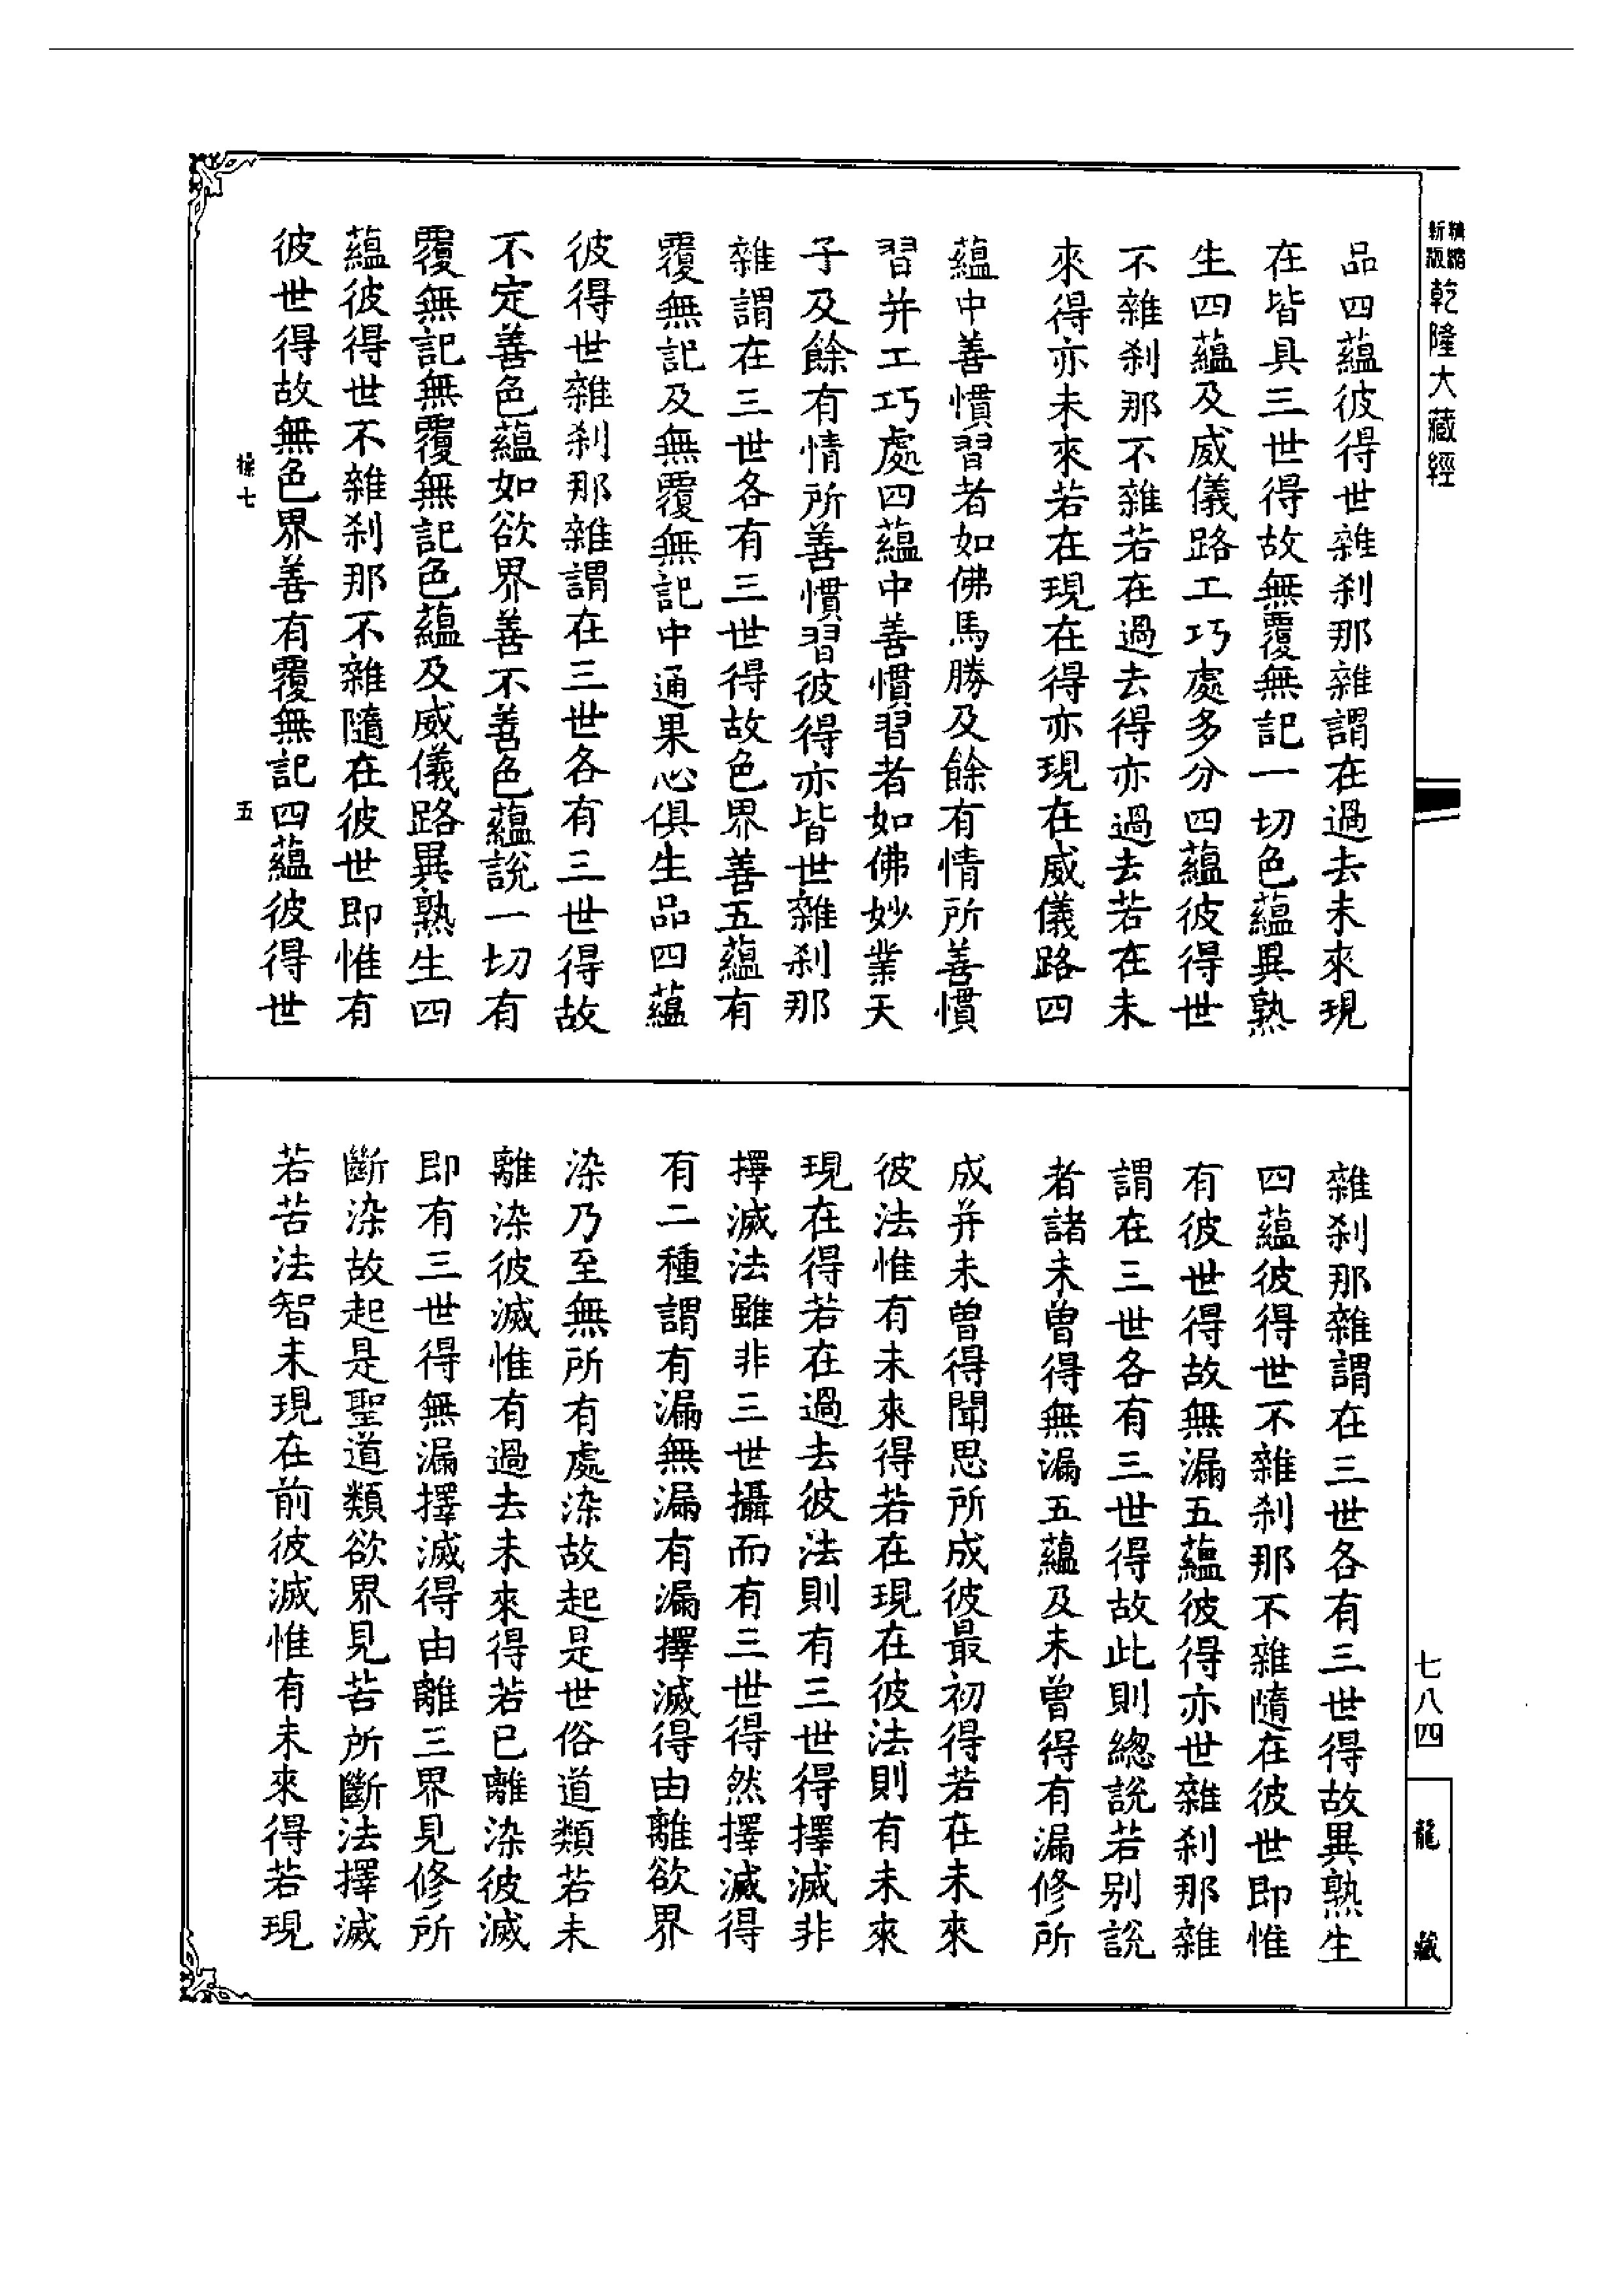 精縮新版乾隆大藏經
品四蘊彼得世雜刹那雜謂在過去未來現
在皆具三世得故無覆無記一切色蘊異熟
生四蘊及威儀路工巧處多分四蘊彼得世
不雜刹那不雜若在過去得亦過去若在未
來得亦未來若在現在得亦現在威儀路四
蘊中善慣習者如佛馬勝及餘有情所善慣
習并工巧處四蘊中善慣習者如佛妙業天
子及餘有情所善慣習彼得亦皆世雜刹那
雜謂在三世各有三世得故色界善五蘊有
覆無記及無覆無記中通果心俱生品四蘊
彼得世雜刹那雜謂在三世各有三世得故
不定善色蘊如欲界善不善色蘊說一切有
覆無記無覆無記色蘊及威儀路異熟生四
蘊彼得世不雜刹那不雜隨在彼世即惟有
彼世得故無色界善有覆無記四蘊彼得世
操七
五
雜刹那雜謂在三世各有三世得故異熟生
四蘊彼得世不雜刹那不雜隨在彼世即惟
有彼世得故無漏五蘊彼得亦世雜刹那雜
謂在三世各有三世得故此則總說若別說
者諸未曾得無漏五蘊及未曾得有漏修所
成并未曾得聞思所成彼最初得若在未來
彼法惟有未來得若在現在彼法則有未來
現在得若在過去彼法則有三世得擇滅非
擇滅法雖非三世攝而有三世得然擇滅得
有二種謂有漏無漏有漏擇滅得由離欲界
染乃至無所有處染故起是世俗道類若未
離染彼滅惟有過去未來得若已離染彼滅
即有三世得無漏擇滅得由離三界見修所
斷染故起是聖道類欲界見苦所斷法擇滅
若苦法智未現在前彼滅惟有未來得若現
七八四
龍藏